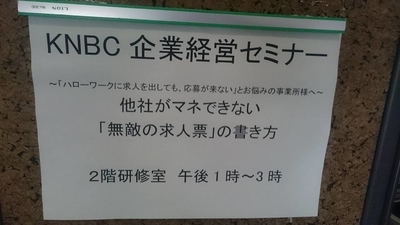 KNBC 企業経営セミナー
～「ハローワークに求人を出しても、応募が来ない」とお悩みの事業所様へ～
他社がマネできない
「無敵の求人票」の書き方
2階研修室 午後1時～3時